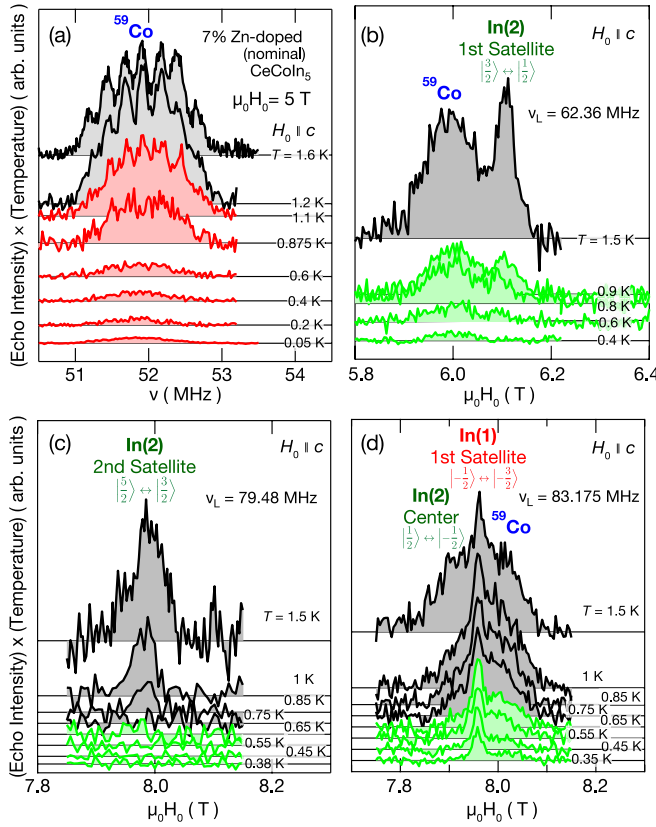 (Echo Intensity) × (Temperature) ( arb. units )
(a)
⁵⁹Co
7% Zn-doped
(nominal)
CeCoIn₅
μ₀H₀= 5 T
H₀ ∥ c
T = 1.6 K
1.2 K
1.1 K
0.875 K
0.6 K
0.4 K
0.2 K
0.05 K
51
52
53
54
ν ( MHz )
(b)
In(2)
1st Satellite
|3/2⟩ ↔ |1/2⟩
H₀ ∥ c
⁵⁹Co
ν_L = 62.36 MHz
T = 1.5 K
0.9 K
0.8 K
0.6 K
0.4 K
5.8
6.0
6.2
6.4
μ₀H₀ ( T )
(Echo Intensity) × (Temperature) ( arb. units )
(c)
In(2)
2nd Satellite
|5/2⟩ ↔ |3/2⟩
H₀ ∥ c
ν_L = 79.48 MHz
T = 1.5 K
1 K
0.85 K
0.75 K
0.65 K
0.55 K
0.45 K
0.38 K
7.8
8.0
8.2
μ₀H₀ ( T )
(d)
In(1)
1st Satellite
|-1/2⟩ ↔ |-3/2⟩
H₀ ∥ c
In(2)
Center
|1/2⟩ ↔ |-1/2⟩
⁵⁹Co
ν_L = 83.175 MHz
T = 1.5 K
1 K
0.85 K
0.75 K
0.65 K
0.55 K
0.45 K
0.35 K
7.8
8.0
8.2
μ₀H₀ ( T )